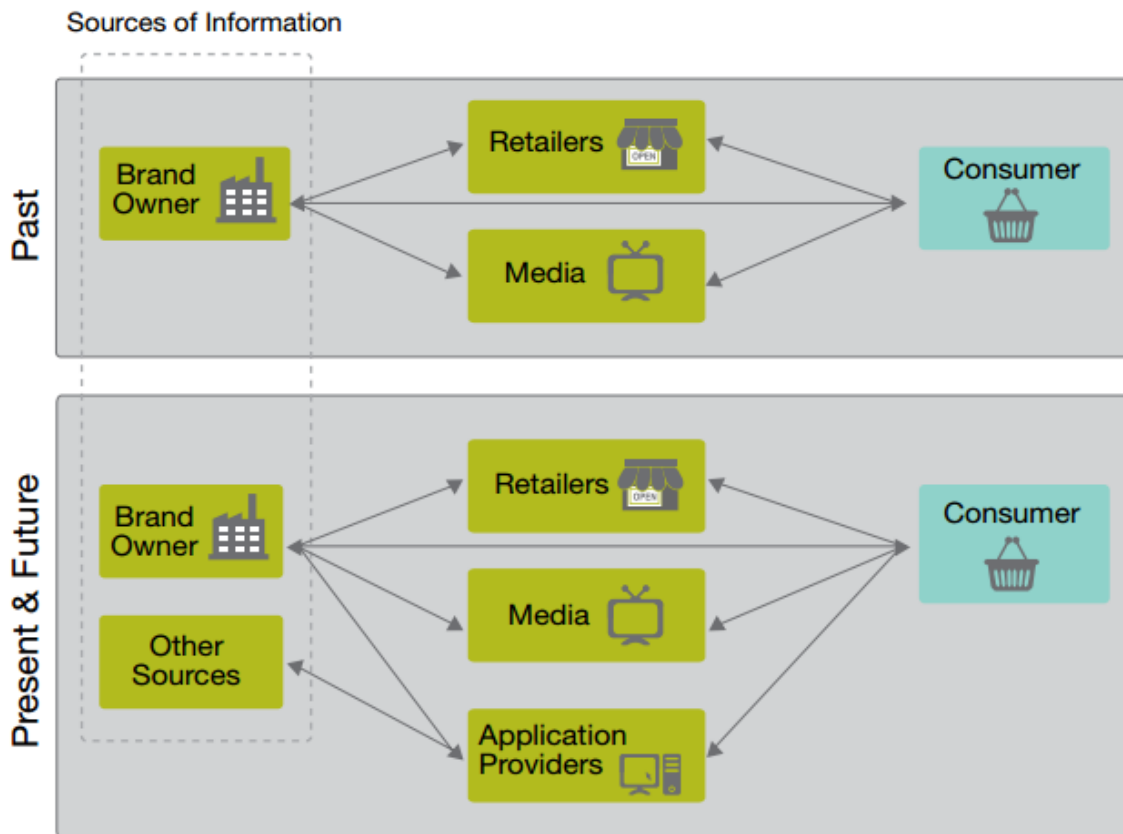 Sources of Information
Past
Brand
Owner
Retailers
OPEN
Media
Consumer
Present & Future
Brand
Owner
Other
Sources
Retailers
OPEN
Media
Application
Providers
Consumer